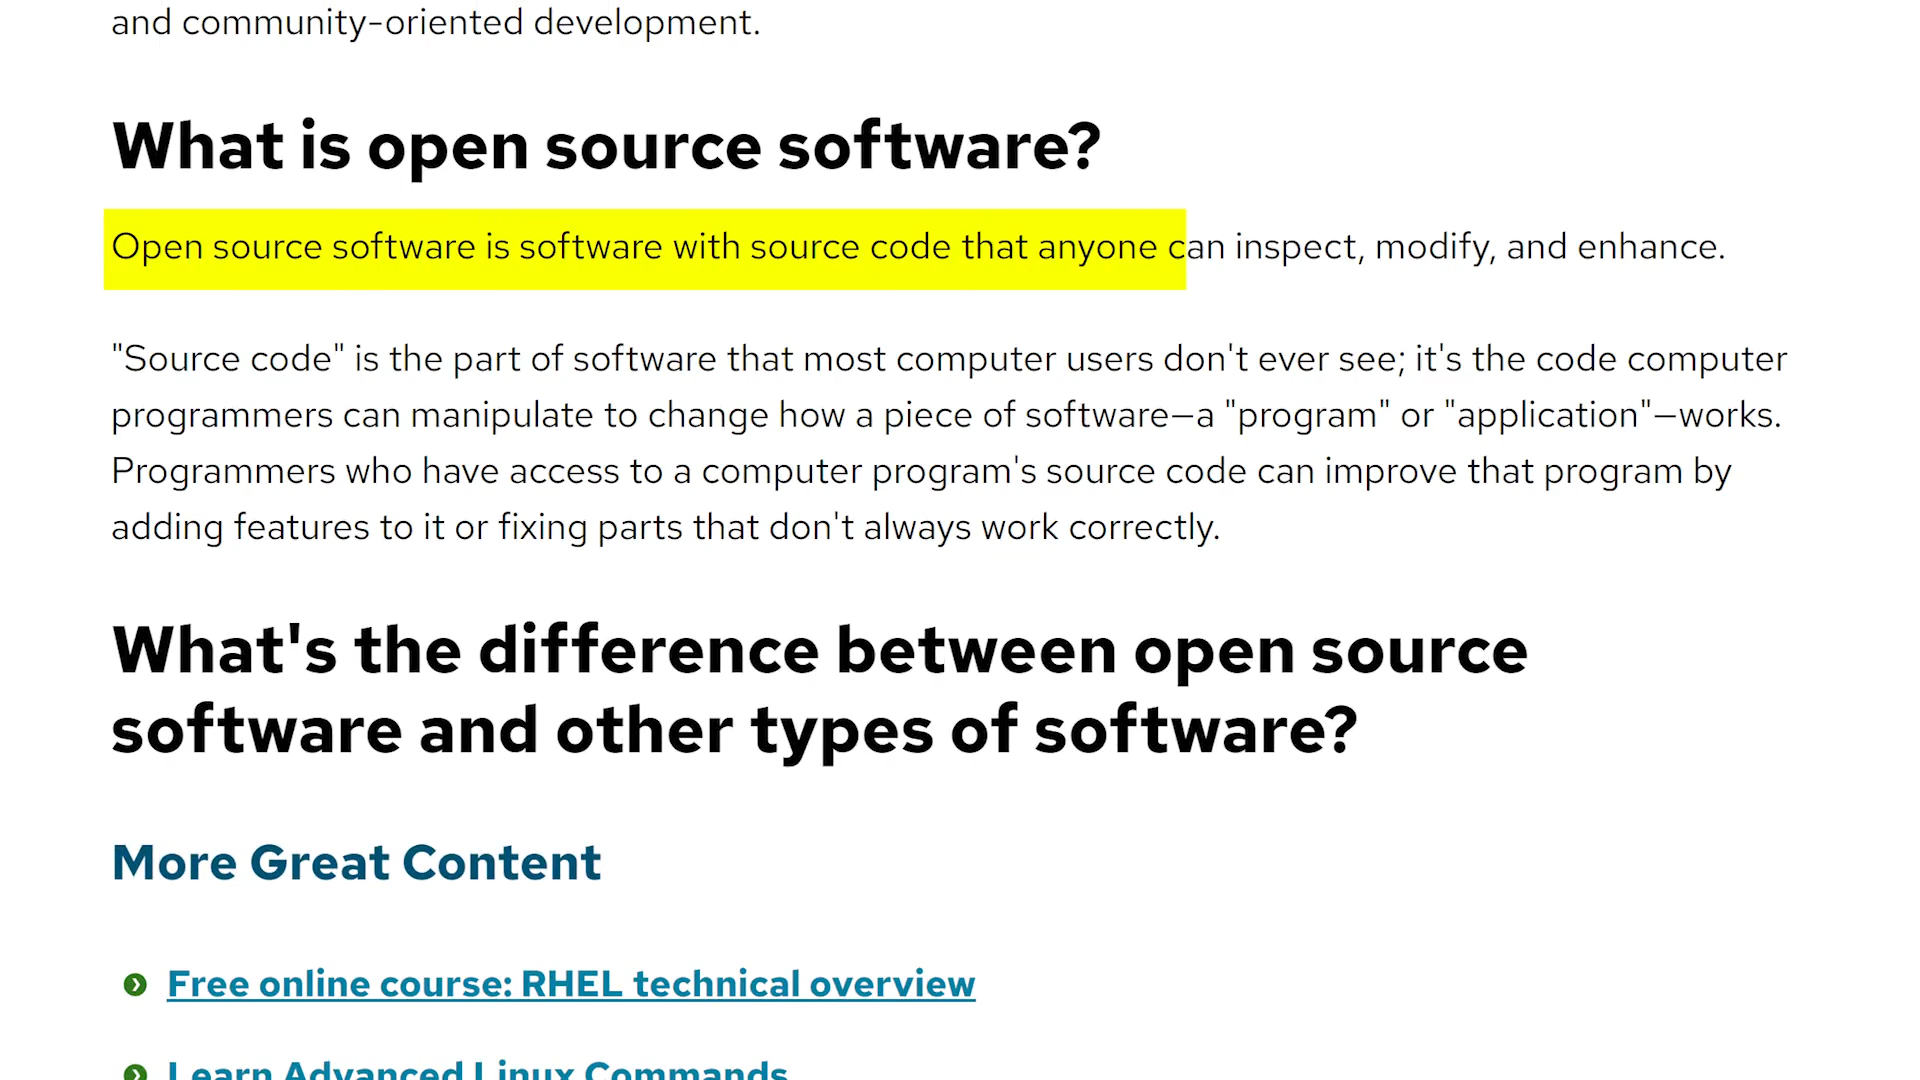 and community-oriented development.
What is open source software?
Open source software is software with source code that anyone can inspect, modify, and enhance.
"Source code" is the part of software that most computer users don't ever see; it's the code computer
programmers can manipulate to change how a piece of software—a "program" or "application"—works.
Programmers who have access to a computer program's source code can improve that program by
adding features to it or fixing parts that don't always work correctly.
What's the difference between open source
software and other types of software?
More Great Content
Free online course: RHEL technical overview
Learn Advanced Linux Commands